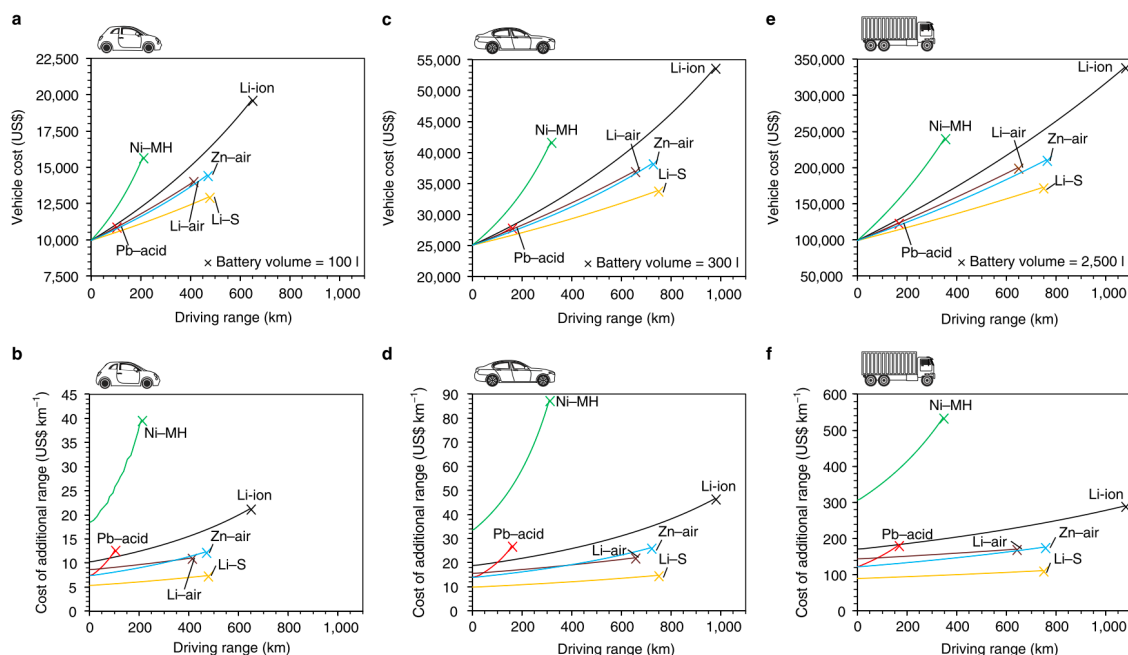 a
Vehicle cost (US$)
22,500
20,000
17,500
15,000
12,500
10,000
7,500
Li-ion
Ni–MH
Zn–air
Li–S
Li–air
Pb–acid
× Battery volume = 100 l
0 200 400 600 800 1,000
Driving range (km)
c
Vehicle cost (US$)
55,000
50,000
45,000
40,000
35,000
30,000
25,000
20,000
Li-ion
Ni–MH
Li–air
Zn–air
Li–S
Pb–acid
× Battery volume = 300 l
0 200 400 600 800 1,000
Driving range (km)
e
Vehicle cost (US$)
350,000
300,000
250,000
200,000
150,000
100,000
50,000
Li-ion
Ni–MH
Li–air
Zn–air
Li–S
Pb–acid
× Battery volume = 2,500 l
0 200 400 600 800 1,000
Driving range (km)
b
Cost of additional range (US$ km⁻¹)
45
40
35
30
25
20
15
10
5
0
Ni–MH
Li-ion
Pb–acid
Zn–air
Li–S
Li–air
0 200 400 600 800 1,000
Driving range (km)
d
Cost of additional range (US$ km⁻¹)
90
80
70
60
50
40
30
20
10
0
Ni–MH
Li-ion
Pb–acid
Zn–air
Li–air
Li–S
0 200 400 600 800 1,000
Driving range (km)
f
Cost of additional range (US$ km⁻¹)
600
500
400
300
200
100
0
Ni–MH
Li-ion
Pb–acid
Li–air
Zn–air
Li–S
0 200 400 600 800 1,000
Driving range (km)